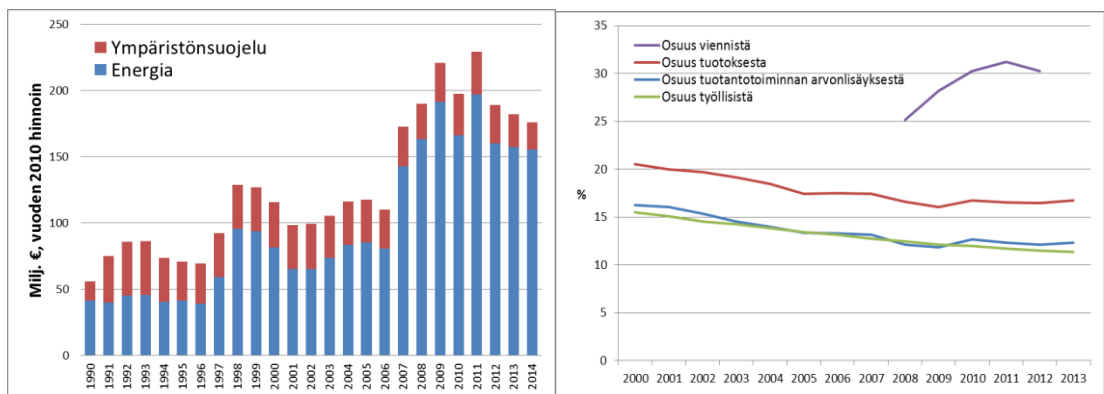 Milj. €, vuoden 2010 hinnoin
250
200
150
100
50
0
Ympäristönsuojelu
Energia
1990 1991 1992 1993 1994 1995 1996 1997 1998 1999 2000 2001 2002 2003 2004 2005 2006 2007 2008 2009 2010 2011 2012 2013 2014
%
35
30
25
20
15
10
5
0
Osuus viennistä
Osuus tuotoksesta
Osuus tuotantotoiminnan arvonlisäyksestä
Osuus työllisistä
2000 2001 2002 2003 2004 2005 2006 2007 2008 2009 2010 2011 2012 2013